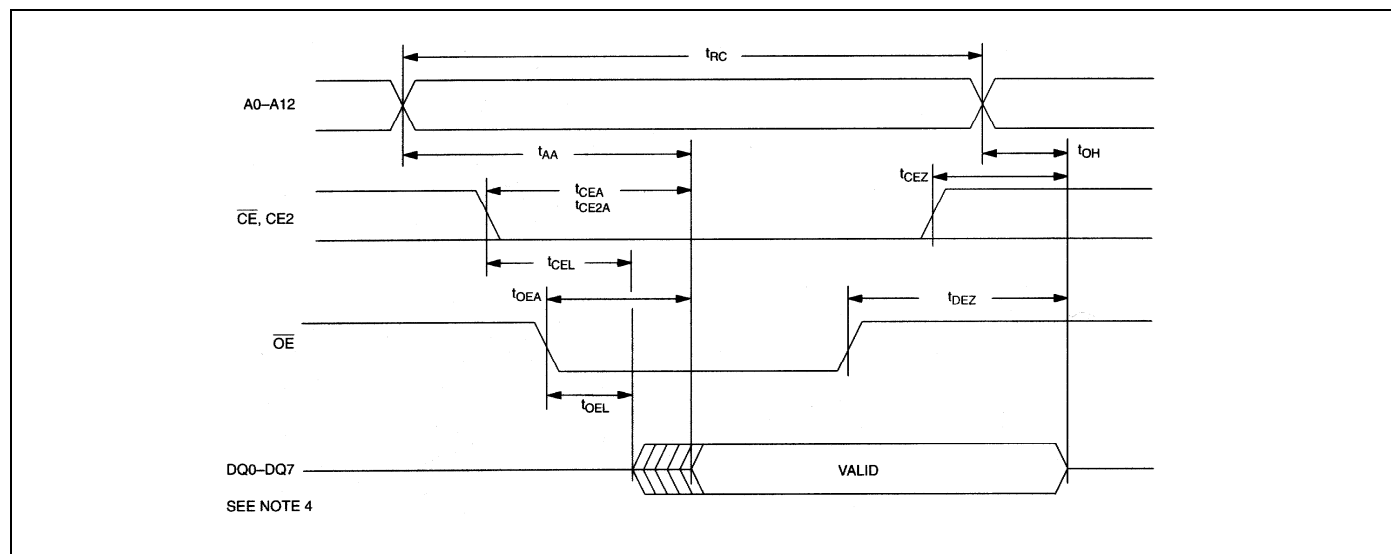 tRC
A0–A12
tAA
tOH
tCEZ
tCEA
tCE2A
CE, CE2
tCEL
tOEA
tDEZ
OE
tOEL
DQ0–DQ7
VALID
SEE NOTE 4